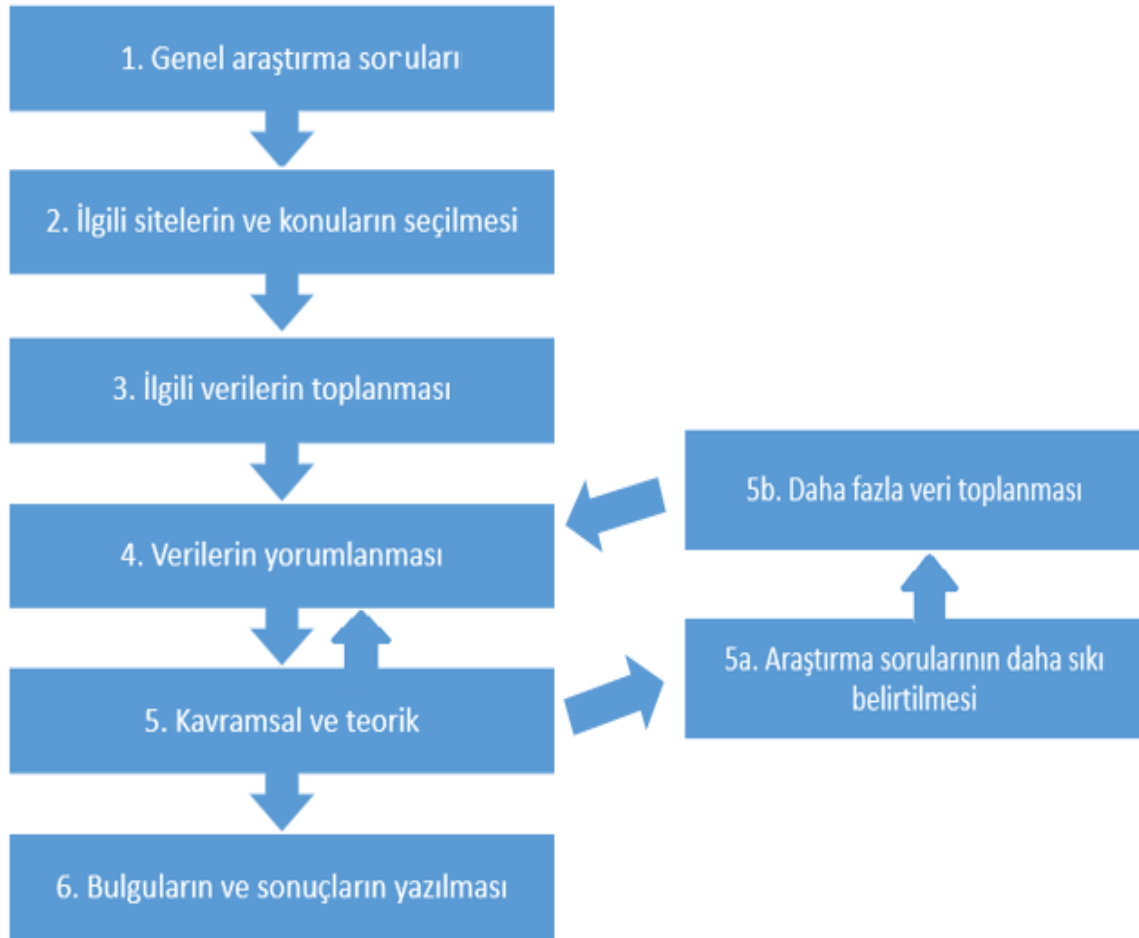 1. Genel araştırma soruları
2. İlgili sitelerin ve konuların seçilmesi
3. İlgili verilerin toplanması
4. Verilerin yorumlanması
5. Kavramsal ve teorik
6. Bulguların ve sonuçların yazılması
5b. Daha fazla veri toplanması
5a. Araştırma sorularının daha sıkı
belirtilmesi